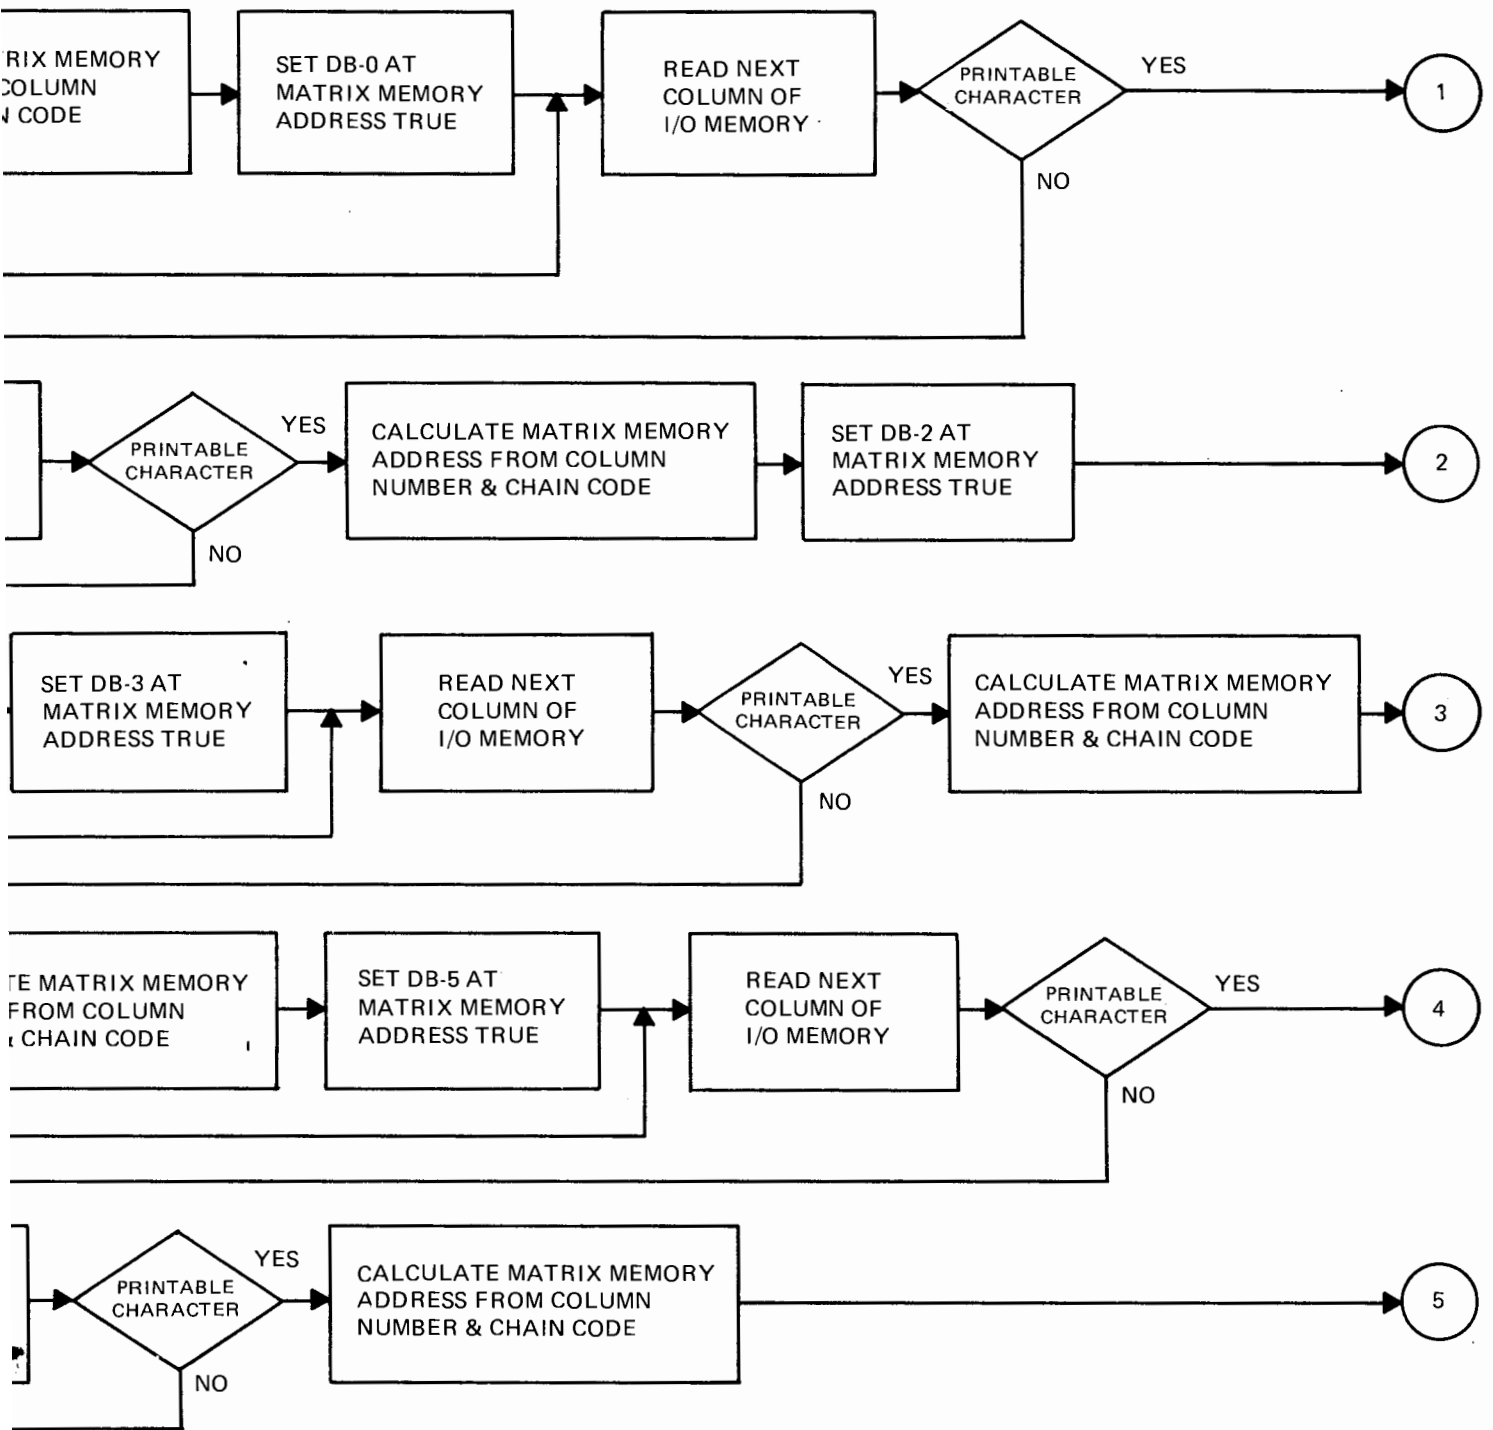 MATRIX MEMORY
COLUMN
CODE
SET DB-0 AT
MATRIX MEMORY
ADDRESS TRUE
READ NEXT
COLUMN OF
I/O MEMORY
PRINTABLE
CHARACTER
YES
NO
1
PRINTABLE
CHARACTER
YES
NO
CALCULATE MATRIX MEMORY
ADDRESS FROM COLUMN
NUMBER & CHAIN CODE
SET DB-2 AT
MATRIX MEMORY
ADDRESS TRUE
2
SET DB-3 AT
MATRIX MEMORY
ADDRESS TRUE
READ NEXT
COLUMN OF
I/O MEMORY
PRINTABLE
CHARACTER
YES
NO
CALCULATE MATRIX MEMORY
ADDRESS FROM COLUMN
NUMBER & CHAIN CODE
3
MATRIX MEMORY
FROM COLUMN
CHAIN CODE
SET DB-5 AT
MATRIX MEMORY
ADDRESS TRUE
READ NEXT
COLUMN OF
I/O MEMORY
PRINTABLE
CHARACTER
YES
NO
4
PRINTABLE
CHARACTER
YES
NO
CALCULATE MATRIX MEMORY
ADDRESS FROM COLUMN
NUMBER & CHAIN CODE
5